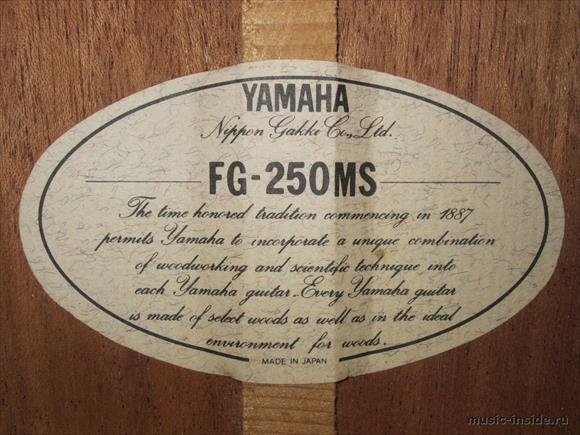 YAMAHA
Nippon Gakki Co., Ltd.
FG-250MS
The time honored tradition commencing in 1887
permits Yamaha to incorporate a unique combination
of woodworking and scientific technique into
each Yamaha guitar. Every Yamaha guitar
is made of select woods as well as in the ideal
environment for woods.
MADE IN JAPAN
music-inside.ru